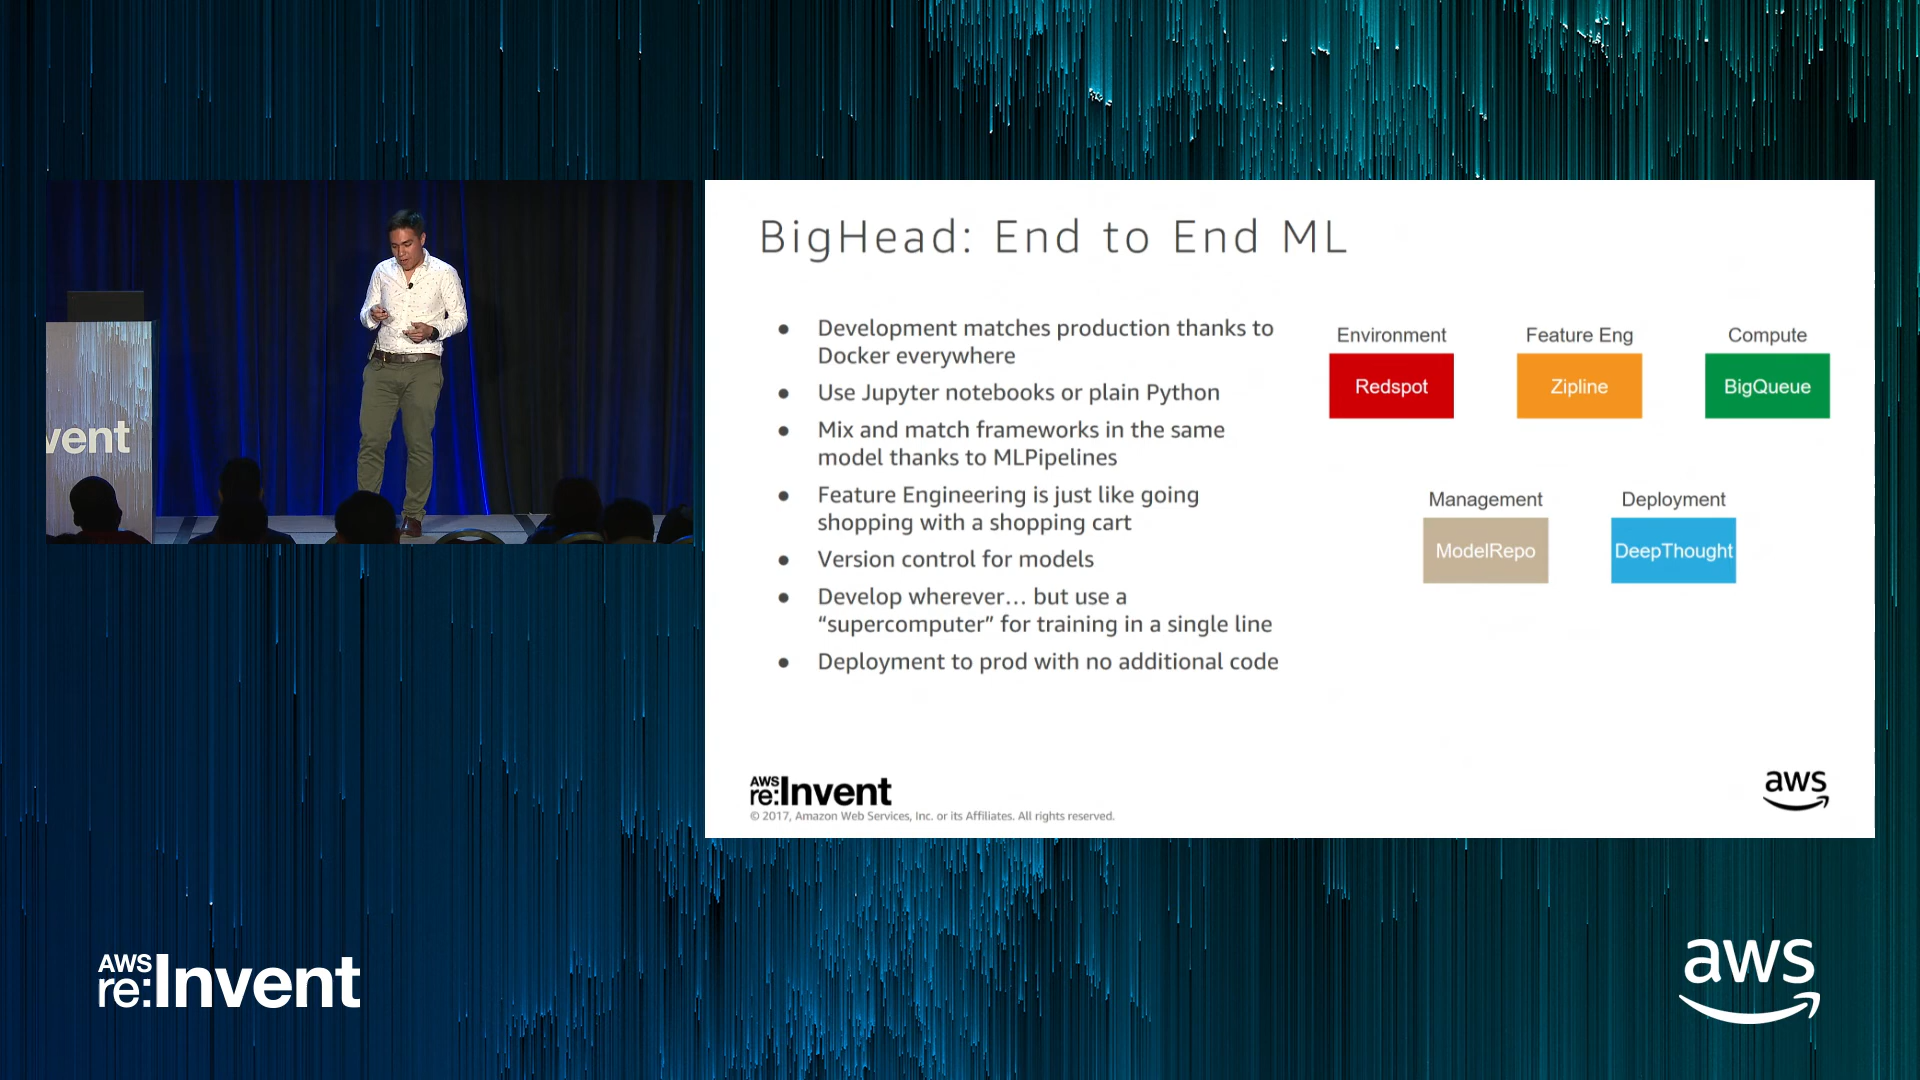 BigHead: End to End ML
● Development matches production thanks to
Docker everywhere
● Use Jupyter notebooks or plain Python
● Mix and match frameworks in the same
model thanks to MLPipelines
● Feature Engineering is just like going
shopping with a shopping cart
● Version control for models
● Develop wherever… but use a
“supercomputer” for training in a single line
● Deployment to prod with no additional code
Environment
Redspot
Feature Eng
Zipline
Compute
BigQueue
Management
ModelRepo
Deployment
DeepThought
AWS
re:Invent
© 2017, Amazon Web Services, Inc. or its Affiliates. All rights reserved.
aws
vent
AWS
re:Invent
aws